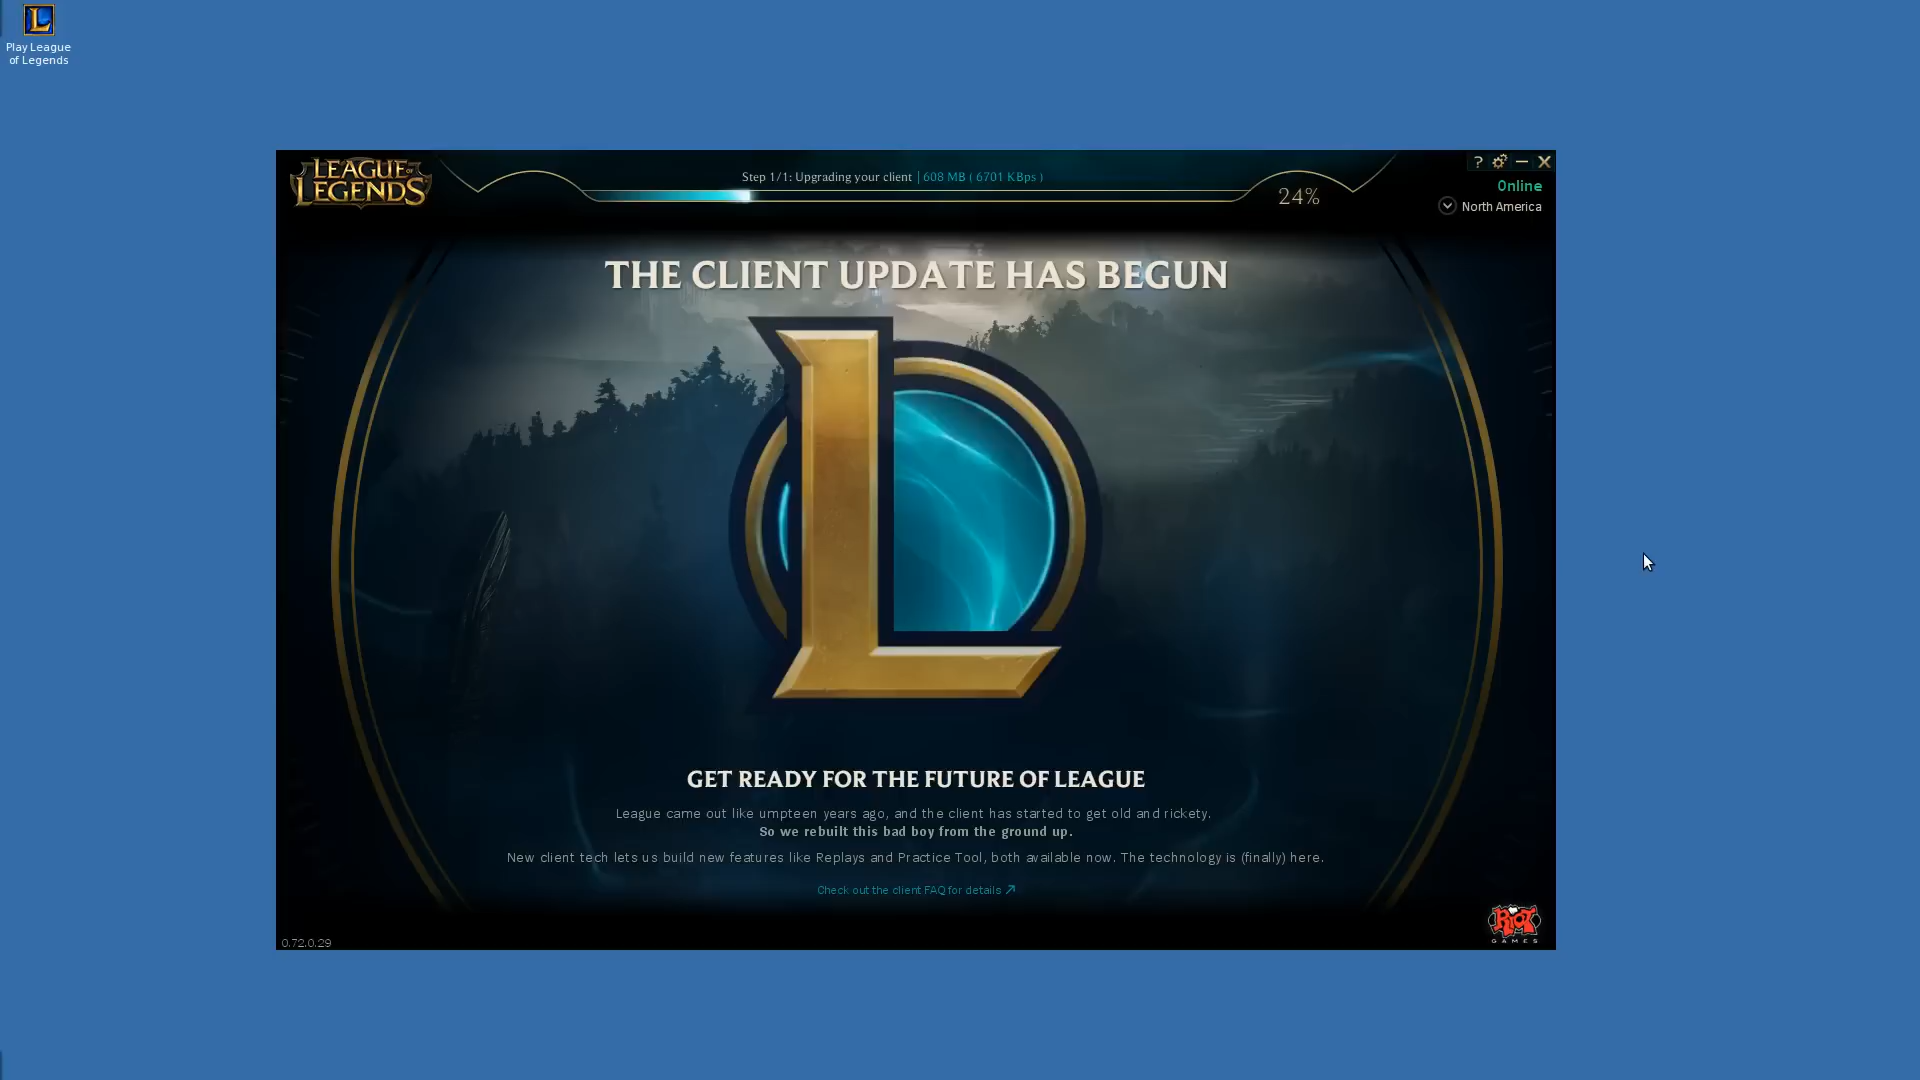 Play League
of Legends
LEAGUE OF
LEGENDS
Step 1/1: Upgrading your client | 608 MB ( 6701 KBps )
24%
?
Online
North America
THE CLIENT UPDATE HAS BEGUN
GET READY FOR THE FUTURE OF LEAGUE
League came out like umpteen years ago, and the client has started to get old and rickety.
So we rebuilt this bad boy from the ground up.
New client tech lets us build new features like Replays and Practice Tool, both available now. The technology is (finally) here.
Check out the client FAQ for details
RIOT
GAMES
0.72.0.29